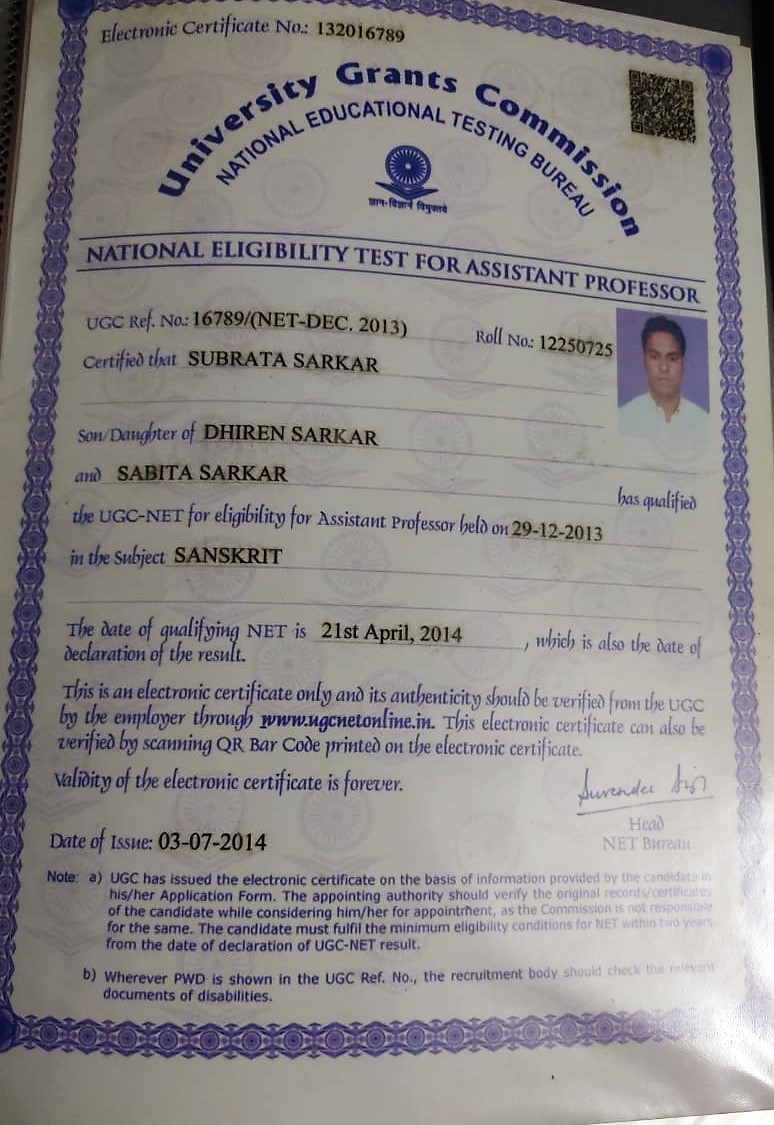 Electronic Certificate No.: 132016789
University Grants Commission
NATIONAL EDUCATIONAL TESTING BUREAU
ज्ञान-विज्ञानं विमुक्तये
NATIONAL ELIGIBILITY TEST FOR ASSISTANT PROFESSOR
UGC Ref. No.: 16789/(NET-DEC. 2013) Roll No.: 12250725
Certified that SUBRATA SARKAR
Son/Daughter of DHIREN SARKAR
and SABITA SARKAR has qualified
the UGC-NET for eligibility for Assistant Professor held on 29-12-2013
in the Subject SANSKRIT
The date of qualifying NET is 21st April, 2014 , which is also the date of
declaration of the result.
This is an electronic certificate only and its authenticity should be verified from the UGC
by the employer through www.ugcnetonline.in. This electronic certificate can also be
verified by scanning QR Bar Code printed on the electronic certificate.
Validity of the electronic certificate is forever.
Head
Date of Issue: 03-07-2014 NET Bureau
Note: a) UGC has issued the electronic certificate on the basis of information provided by the candidate in
his/her Application Form. The appointing authority should verify the original records/certificates
of the candidate while considering him/her for appointment, as the Commission is not responsible
for the same. The candidate must fulfil the minimum eligibility conditions for NET within two years
from the date of declaration of UGC-NET result.
b) Wherever PWD is shown in the UGC Ref. No., the recruitment body should check the relevant
documents of disabilities.